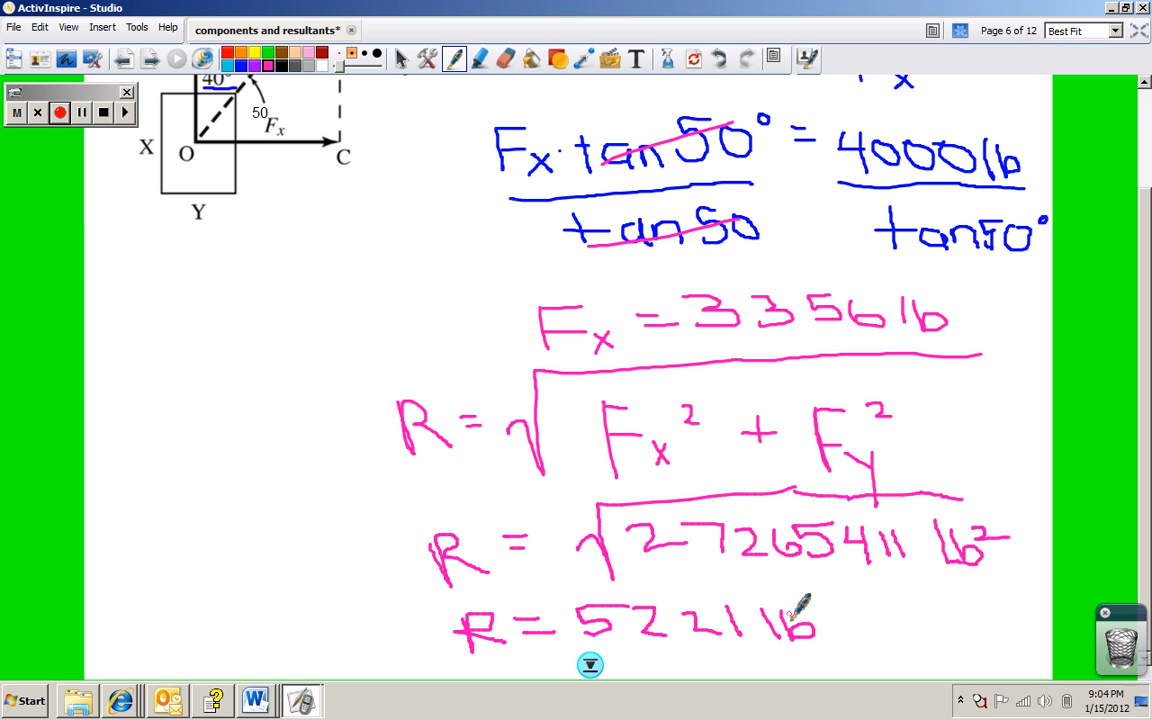 ActivInspire - Studio
File Edit View Insert Tools Help
components and resultants*
Page 6 of 12
Best Fit
M
40°
50
Fx
X
O
C
Y
Fx
Fx · tan 50° = 4000 lb
tan 50 tan 50°
Fx = 3356 lb
R = √ Fx² + Fy²
R = √ 27265411 lb²
R = 5221 lb
Start
9:04 PM
1/15/2012